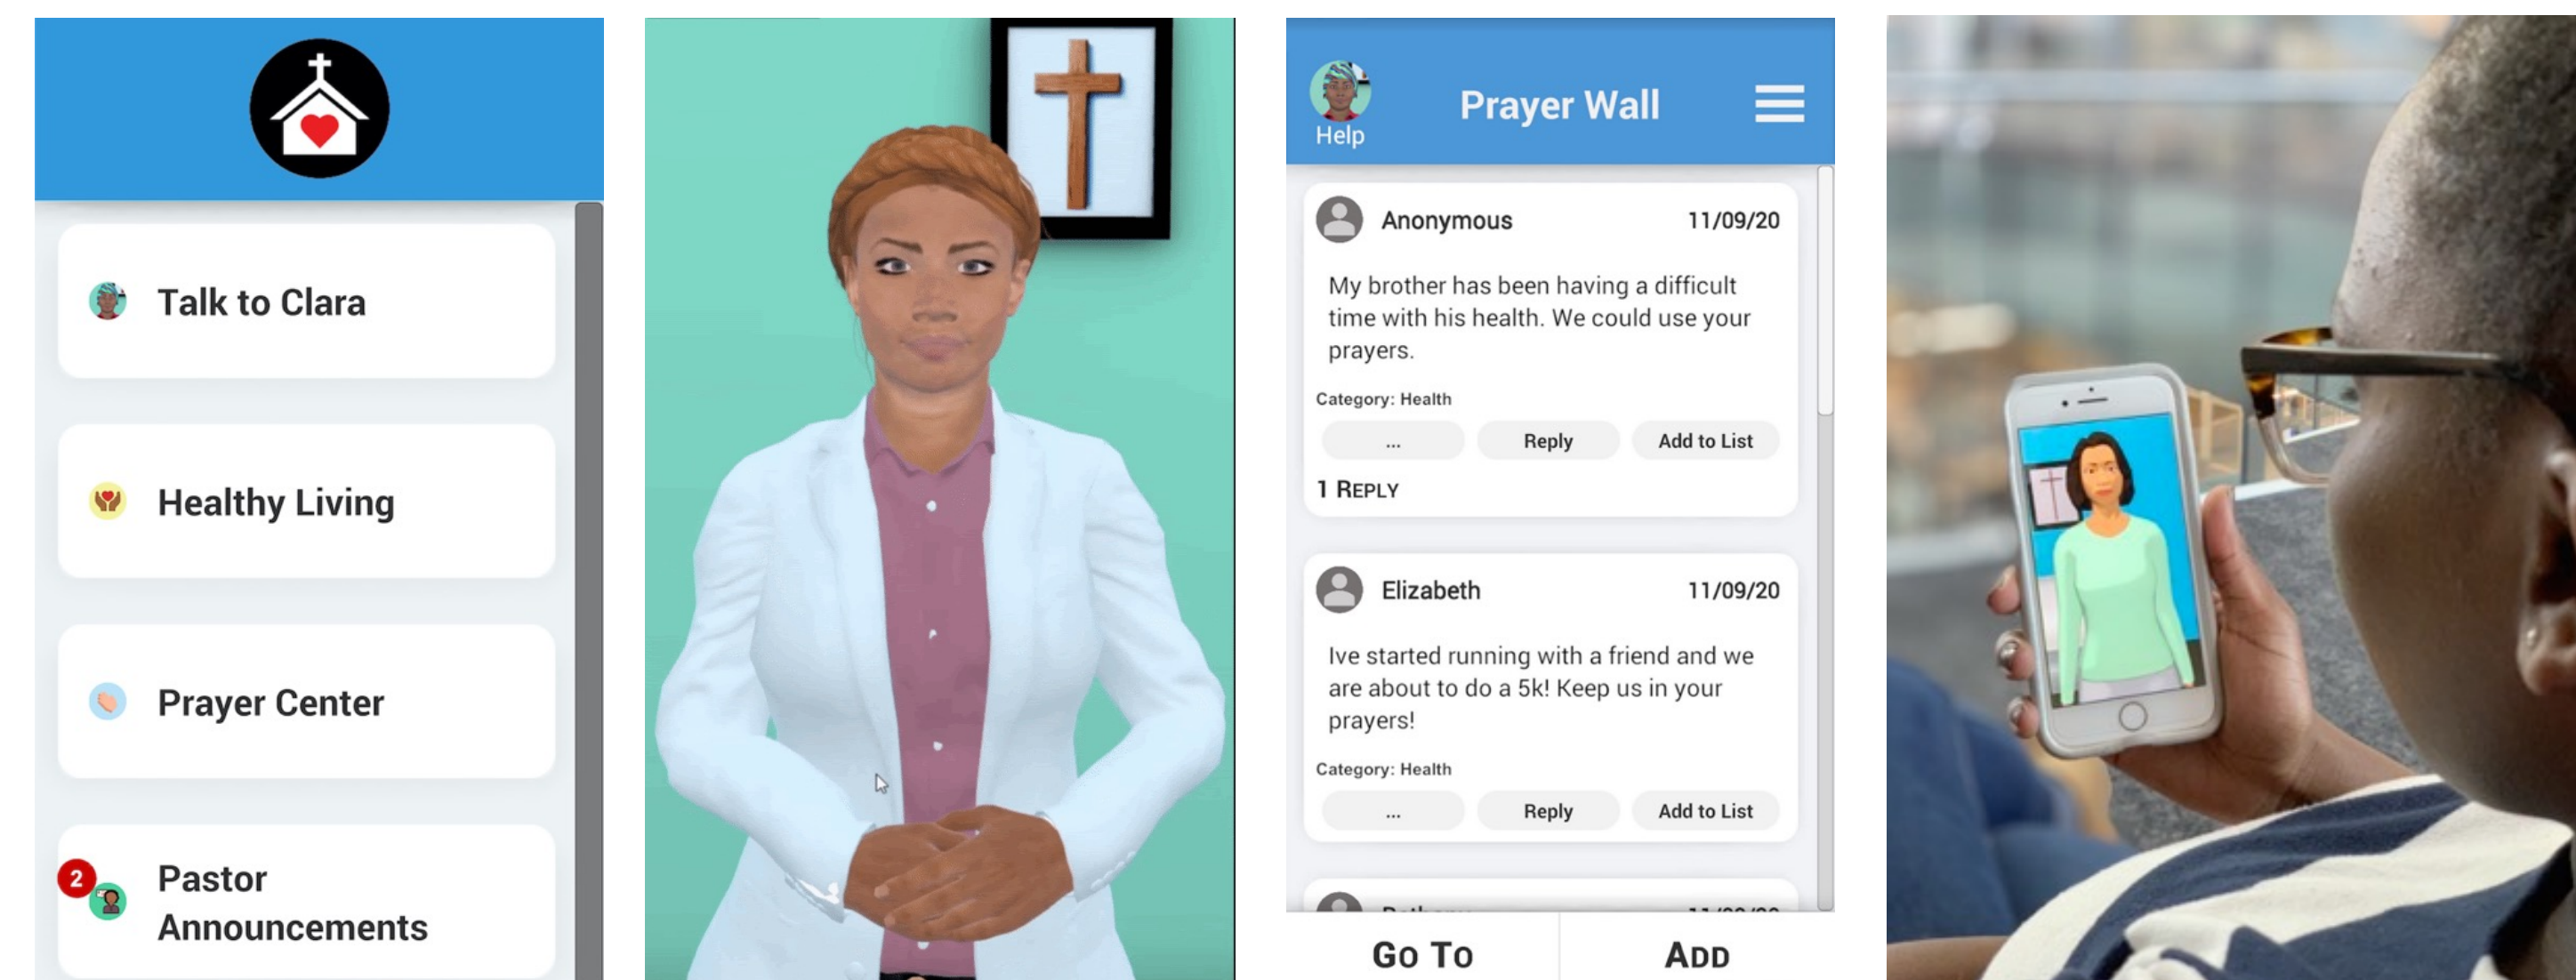 Talk to Clara
Healthy Living
Prayer Center
2
Pastor
Announcements
Help
Prayer Wall
Anonymous 11/09/20
My brother has been having a difficult
time with his health. We could use your
prayers.
Category: Health
... Reply Add to List
1 REPLY
Elizabeth 11/09/20
Ive started running with a friend and we
are about to do a 5k! Keep us in your
prayers!
Category: Health
... Reply Add to List
GO TO ADD